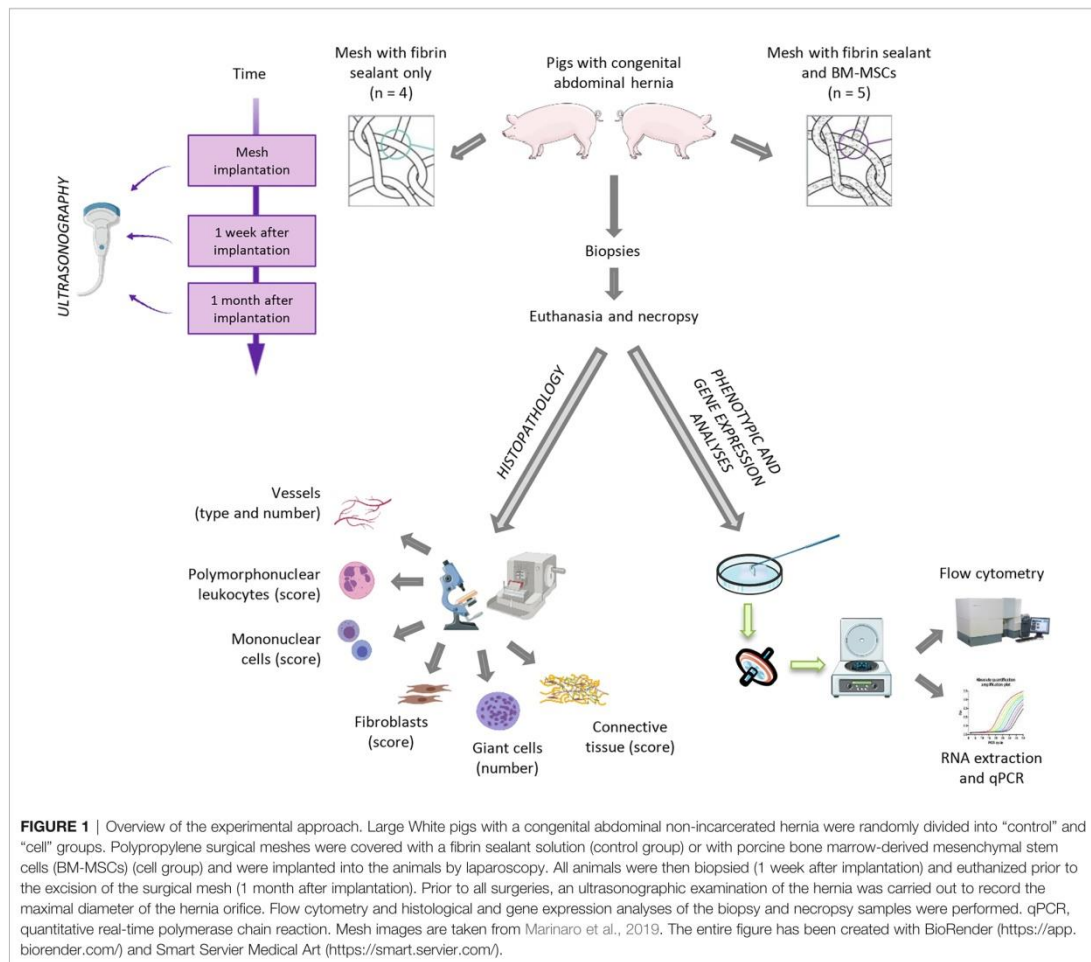 Time
Mesh with fibrin
sealant only
(n = 4)
Pigs with congenital
abdominal hernia
Mesh with fibrin sealant
and BM-MSCs
(n = 5)
ULTRASONOGRAPHY
Mesh
implantation
1 week after
implantation
1 month after
implantation
Biopsies
Euthanasia and necropsy
HISTOPATHOLOGY
PHENOTYPIC AND
GENE EXPRESSION
ANALYSES
Vessels
(type and number)
Polymorphonuclear
leukocytes (score)
Mononuclear
cells (score)
Fibroblasts
(score)
Giant cells
(number)
Connective
tissue (score)
Flow cytometry
RNA extraction
and qPCR
FIGURE 1 | Overview of the experimental approach. Large White pigs with a congenital abdominal non-incarcerated hernia were randomly divided into “control” and
“cell” groups. Polypropylene surgical meshes were covered with a fibrin sealant solution (control group) or with porcine bone marrow-derived mesenchymal stem
cells (BM-MSCs) (cell group) and were implanted into the animals by laparoscopy. All animals were then biopsied (1 week after implantation) and euthanized prior to
the excision of the surgical mesh (1 month after implantation). Prior to all surgeries, an ultrasonographic examination of the hernia was carried out to record the
maximal diameter of the hernia orifice. Flow cytometry and histological and gene expression analyses of the biopsy and necropsy samples were performed. qPCR,
quantitative real-time polymerase chain reaction. Mesh images are taken from Marinaro et al., 2019. The entire figure has been created with BioRender (https://app.
biorender.com/) and Smart Servier Medical Art (https://smart.servier.com/).